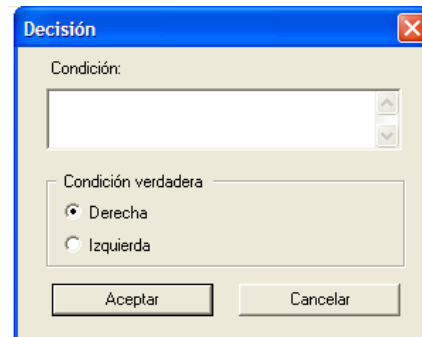 Decisión
Condición:
Condición verdadera
Derecha
Izquierda
Aceptar Cancelar